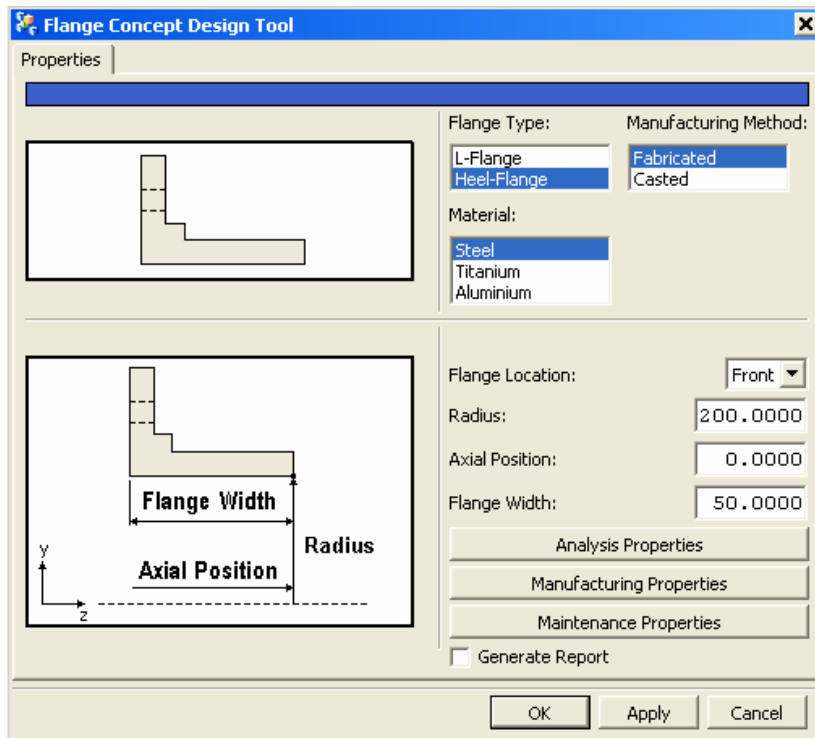 Flange Concept Design Tool
Properties
Flange Type:
L-Flange
Heel-Flange
Manufacturing Method:
Fabricated
Casted
Material:
Steel
Titanium
Aluminium
Flange Width
Radius
Axial Position
y
z
Flange Location: Front
Radius: 200.0000
Axial Position: 0.0000
Flange Width: 50.0000
Analysis Properties
Manufacturing Properties
Maintenance Properties
Generate Report
OK Apply Cancel